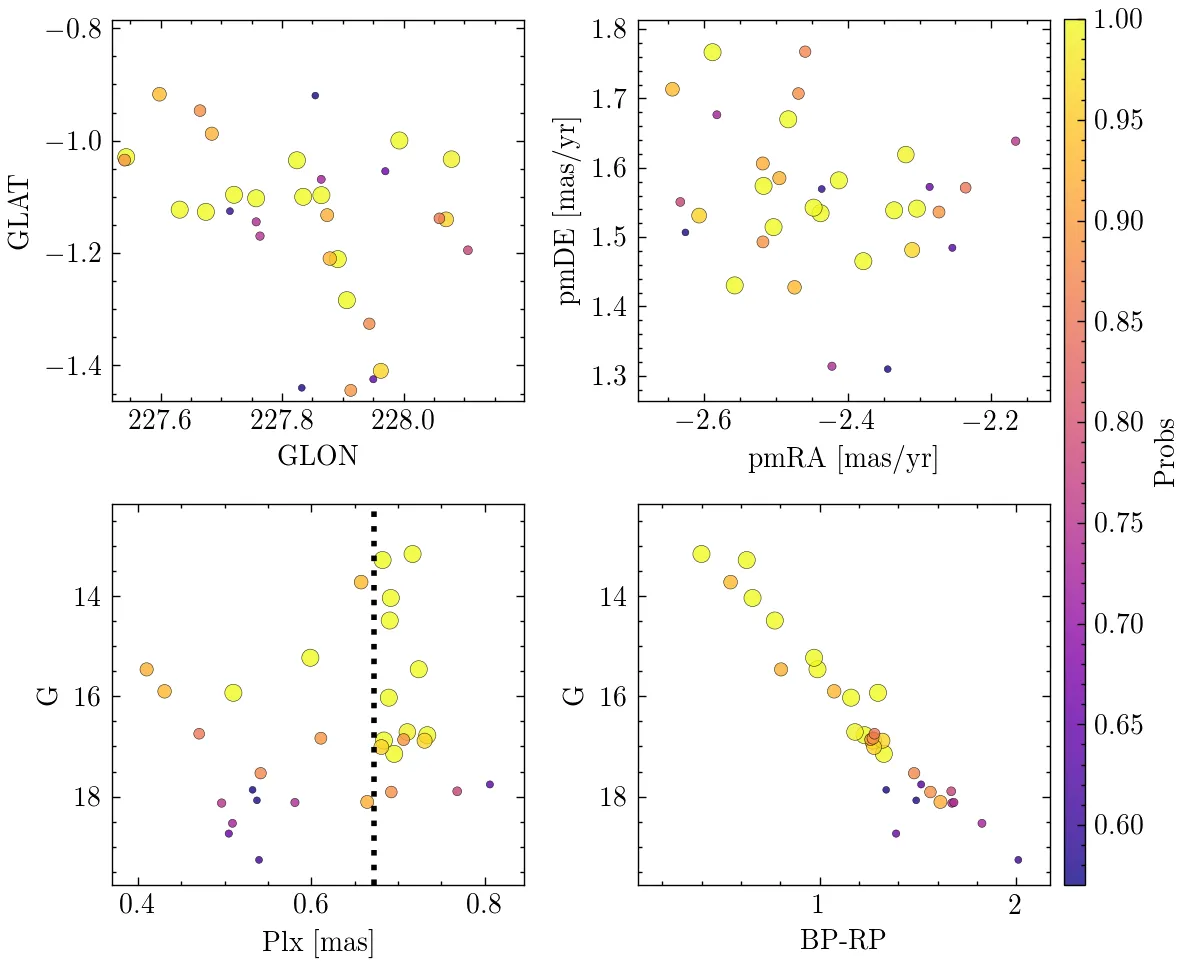 −0.8
−1.0
−1.2
−1.4
GLAT
227.6 227.8 228.0
GLON
1.8
1.7
1.6
1.5
1.4
1.3
pmDE [mas/yr]
−2.6 −2.4 −2.2
pmRA [mas/yr]
14
16
18
G
0.4 0.6 0.8
Plx [mas]
14
16
18
G
1 2
BP-RP
1.00
0.95
0.90
0.85
0.80
0.75
0.70
0.65
0.60
Probs